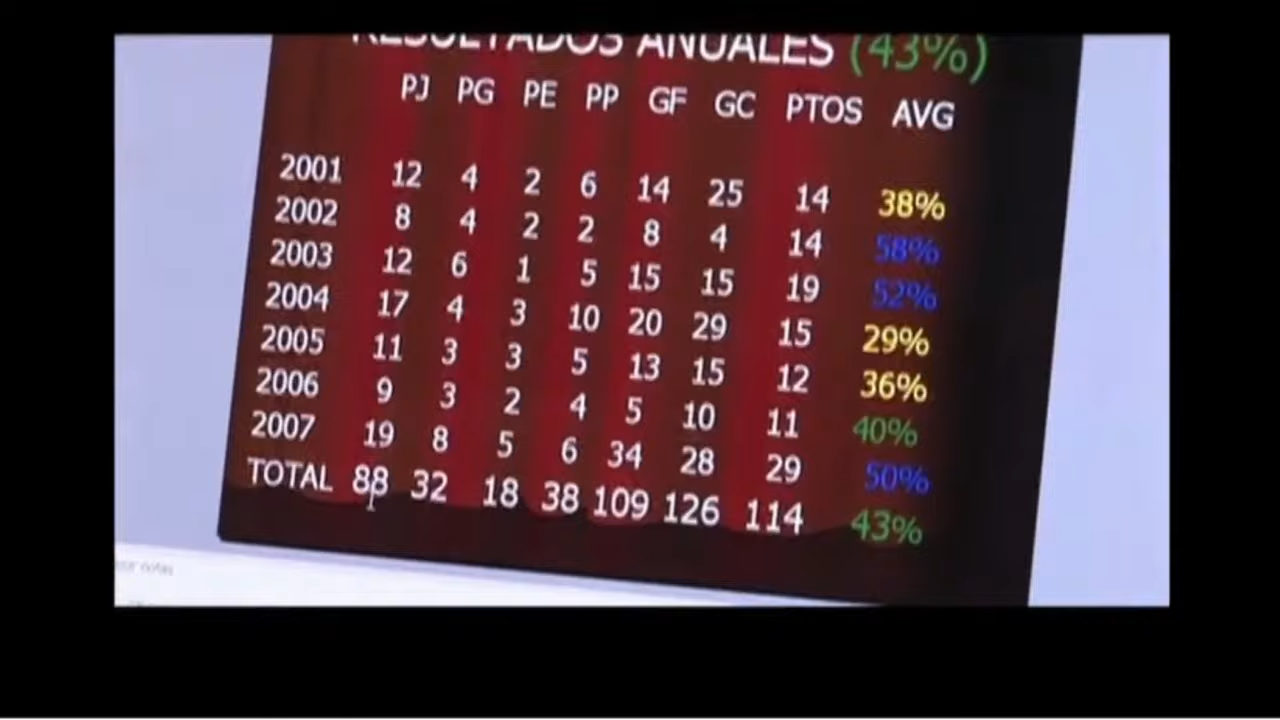 RESULTADOS ANUALES (43%)
PJ PG PE PP GF GC PTOS AVG
2001 12 4 2 6 14 25 14 38%
2002 8 4 2 2 8 4 14 58%
2003 12 6 1 5 15 15 19 52%
2004 17 4 3 10 20 29 15 29%
2005 11 3 3 5 13 15 12 36%
2006 9 3 2 4 5 10 11 40%
2007 19 8 5 6 34 28 29 50%
TOTAL 88 32 18 38 109 126 114 43%
notas